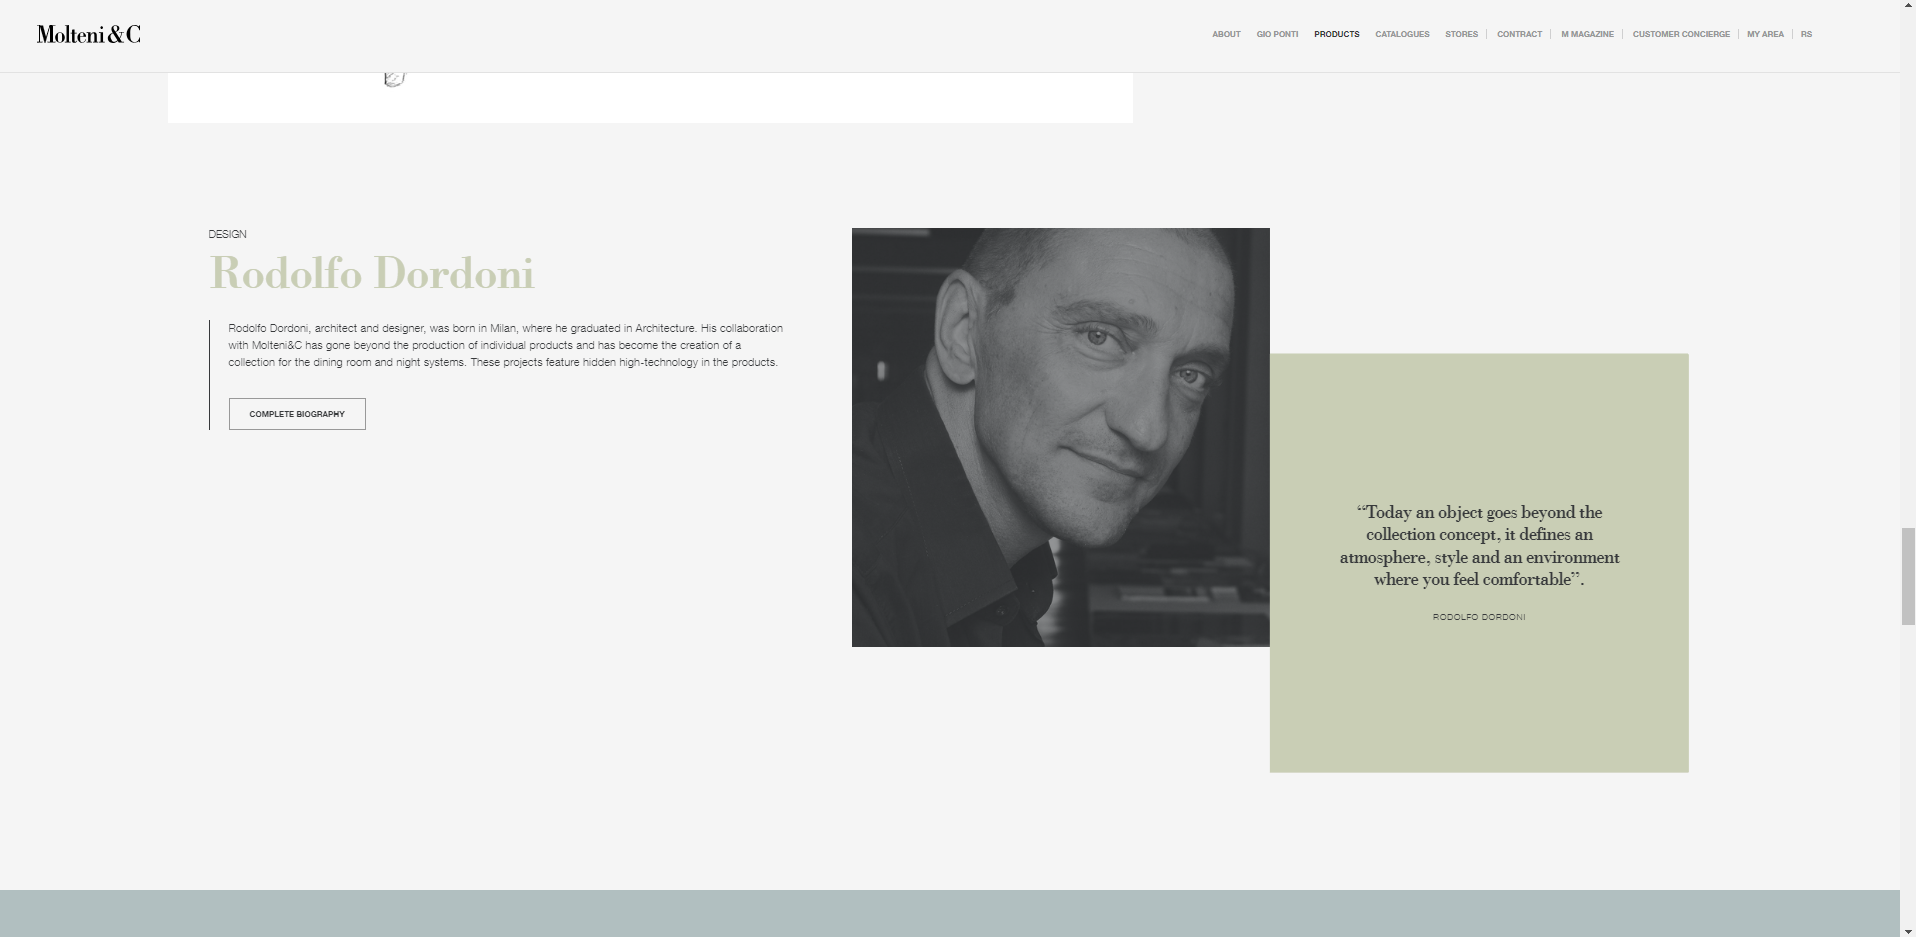 Molteni&C
ABOUT
GIO PONTI
PRODUCTS
CATALOGUES
STORES
CONTRACT
M MAGAZINE
CUSTOMER CONCIERGE
MY AREA
RS
DESIGN
Rodolfo Dordoni
Rodolfo Dordoni, architect and designer, was born in Milan, where he graduated in Architecture. His collaboration
with Molteni&C has gone beyond the production of individual products and has become the creation of a
collection for the dining room and night systems. These projects feature hidden high-technology in the products.
COMPLETE BIOGRAPHY
“Today an object goes beyond the
collection concept, it defines an
atmosphere, style and an environment
where you feel comfortable”.
RODOLFO DORDONI